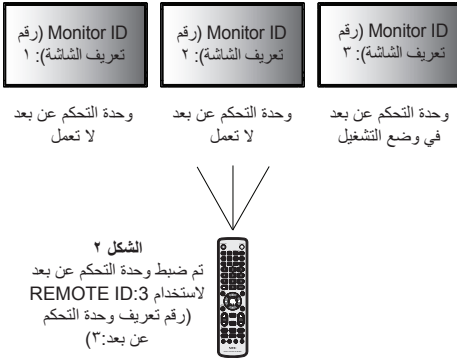 Monitor ID (رقم
تعريف الشاشة): ١
Monitor ID (رقم
تعريف الشاشة): ٢
Monitor ID (رقم
تعريف الشاشة): ٣
وحدة التحكم عن بعد
لا تعمل
وحدة التحكم عن بعد
لا تعمل
وحدة التحكم عن بعد
في وضع التشغيل
الشكل ٢
تم ضبط وحدة التحكم عن بعد
لاستخدام REMOTE ID:3
(رقم تعريف وحدة التحكم
عن بعد:٣)